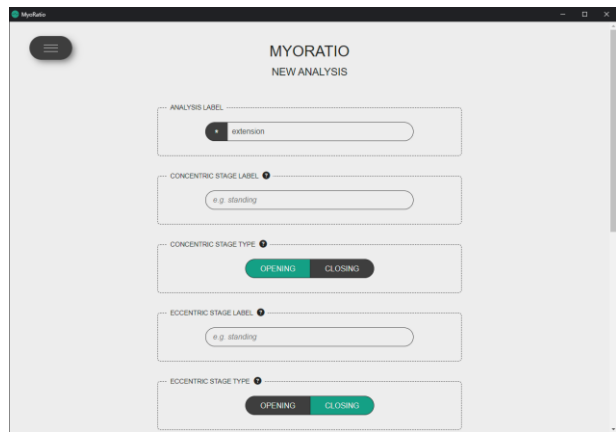 MyoRatio
MYORATIO
NEW ANALYSIS
ANALYSIS LABEL
* extension
CONCENTRIC STAGE LABEL ?
e.g. standing
CONCENTRIC STAGE TYPE ?
OPENING CLOSING
ECCENTRIC STAGE LABEL ?
e.g. standing
ECCENTRIC STAGE TYPE ?
OPENING CLOSING